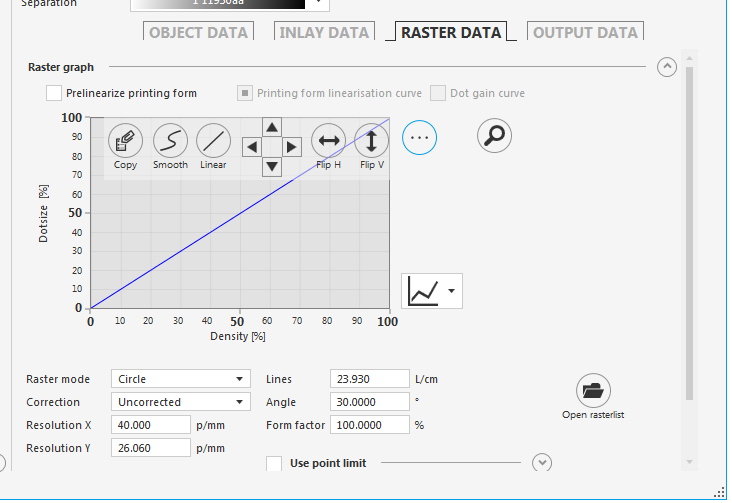 Separation
OBJECT DATA INLAY DATA RASTER DATA OUTPUT DATA
Raster graph
Prelinearize printing form Printing form linearisation curve Dot gain curve
100
90
80
70
60
50
40
30
20
10
0
Dotsize [%]
Copy Smooth Linear Flip H Flip V
0 10 20 30 40 50 60 70 80 90 100
Density [%]
Raster mode Circle Lines 23.930 L/cm
Correction Uncorrected Angle 30.0000 °
Resolution X 40.000 p/mm Form factor 100.0000 %
Resolution Y 26.060 p/mm
Open rasterlist
Use point limit